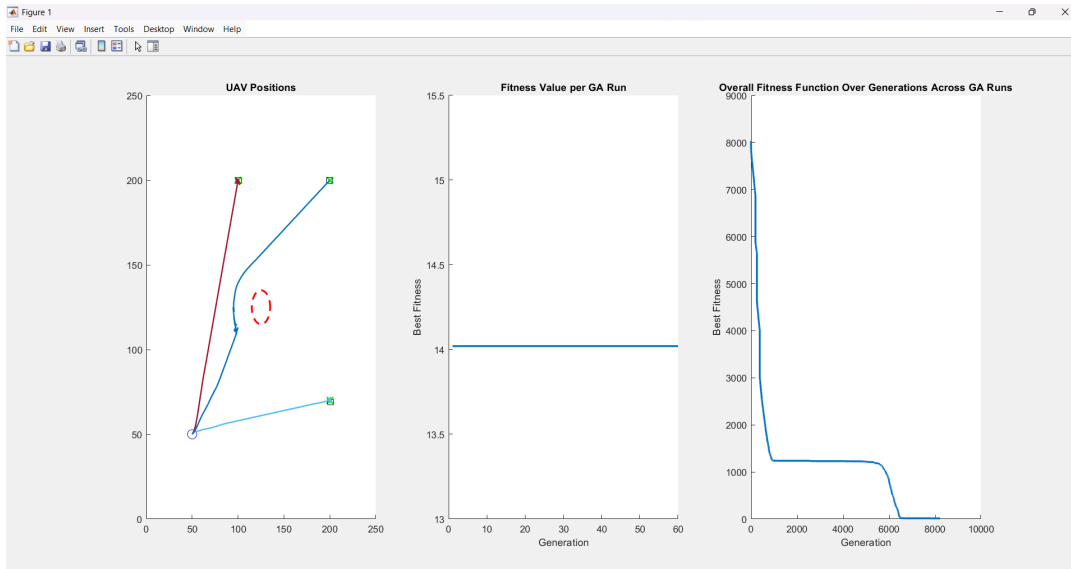 Figure 1
File Edit View Insert Tools Desktop Window Help
UAV Positions
250
200
150
100
50
0
0 50 100 150 200 250
Fitness Value per GA Run
15.5
15
14.5
14
13.5
13
Best Fitness
0 10 20 30 40 50 60
Generation
Overall Fitness Function Over Generations Across GA Runs
9000
8000
7000
6000
5000
4000
3000
2000
1000
0
Best Fitness
0 2000 4000 6000 8000 10000
Generation